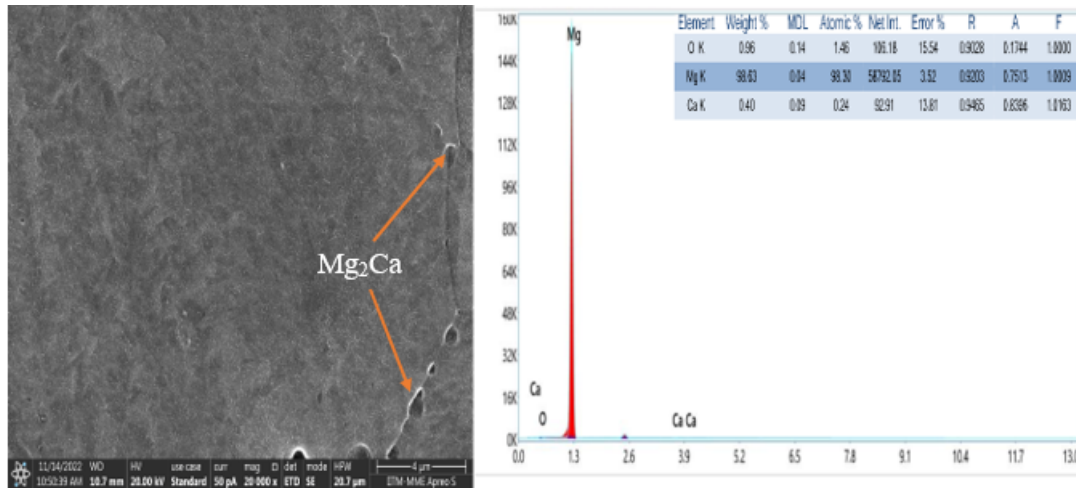 Mg₂Ca
11/14/2022 WD HV use case curr mag det mode HFW
10:50:39 AM 10.7 mm 20.00 kV Standard 50 pA 20 000 x ETD SE 20.7 µm
4 µm
IITM-MME Apreo S
Element Weight % MDL Atomic % Net Int. Error % R A F
O K 0.96 0.14 1.46 106.18 15.54 0.9028 0.1744 1.0000
Mg K 98.63 0.04 98.30 58792.05 3.52 0.9203 0.7513 1.0009
Ca K 0.40 0.09 0.24 92.91 13.81 0.9465 0.8396 1.0163
160K
Mg
144K
128K
112K
96K
80K
64K
48K
32K
16K
0K
Ca
O
Ca Ca
0.0 1.3 2.6 3.9 5.2 6.5 7.8 9.1 10.4 11.7 13.0